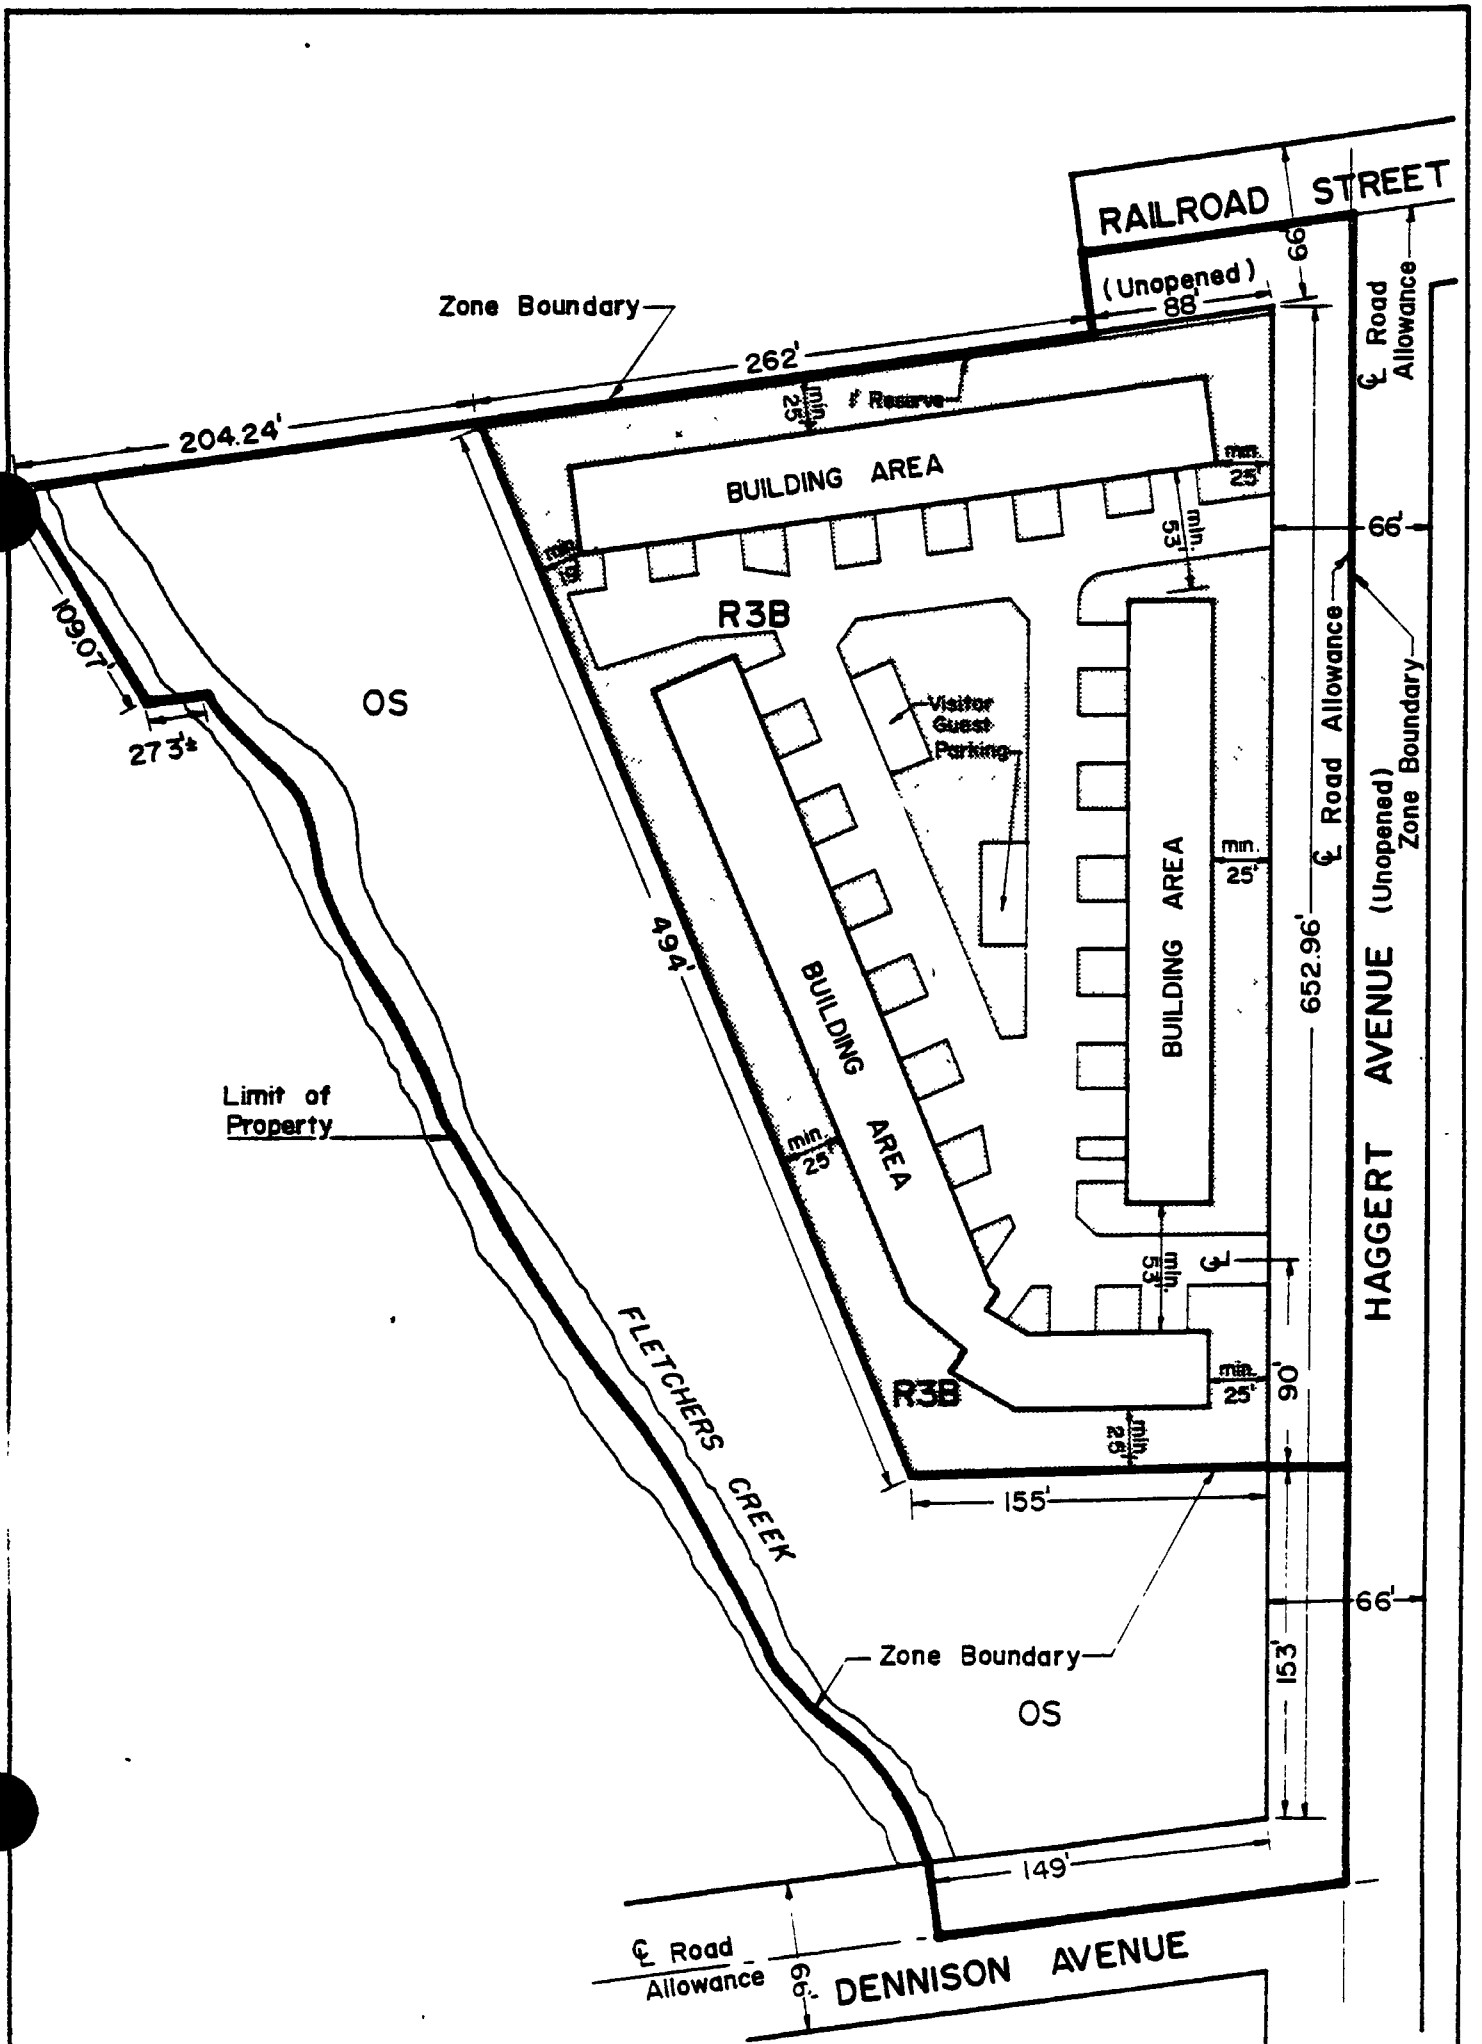 RAILROAD STREET
66'
(Unopened)
88'
Zone Boundary
262'
204.24'
min.
25'
1' Reserve
℄ Road
Allowance
BUILDING AREA
min.
25'
min.
53'
66'
min.
R3B
109.07'
27.3'±
OS
Visitor
Guest
Parking
℄ Road Allowance
Zone Boundary
min.
25'
BUILDING AREA
652.96'
HAGGERT AVENUE (Unopened)
494'
BUILDING
AREA
Limit of
Property
min.
25'
min.
53'
℄
FLETCHERS CREEK
R3B
min.
25'
90'
min.
25'
155'
66'
153'
Zone Boundary
OS
149'
℄ Road
Allowance
66'
DENNISON AVENUE